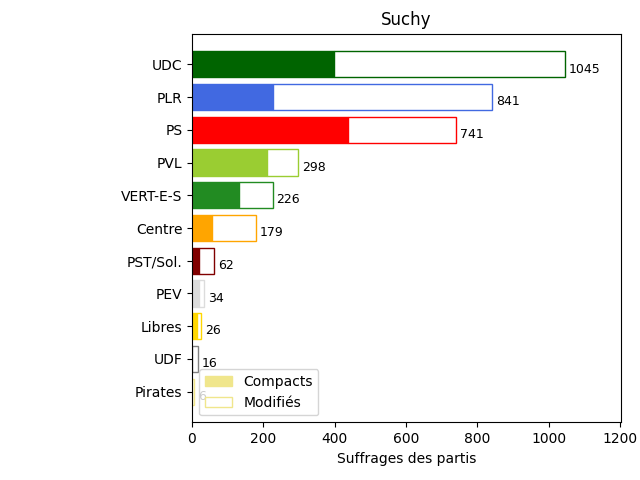 Suchy
UDC 1045
PLR 841
PS 741
PVL 298
VERT-E-S 226
Centre 179
PST/Sol. 62
PEV 34
Libres 26
UDF 16
Pirates 6
Compacts
Modifiés
0 200 400 600 800 1000 1200
Suffrages des partis